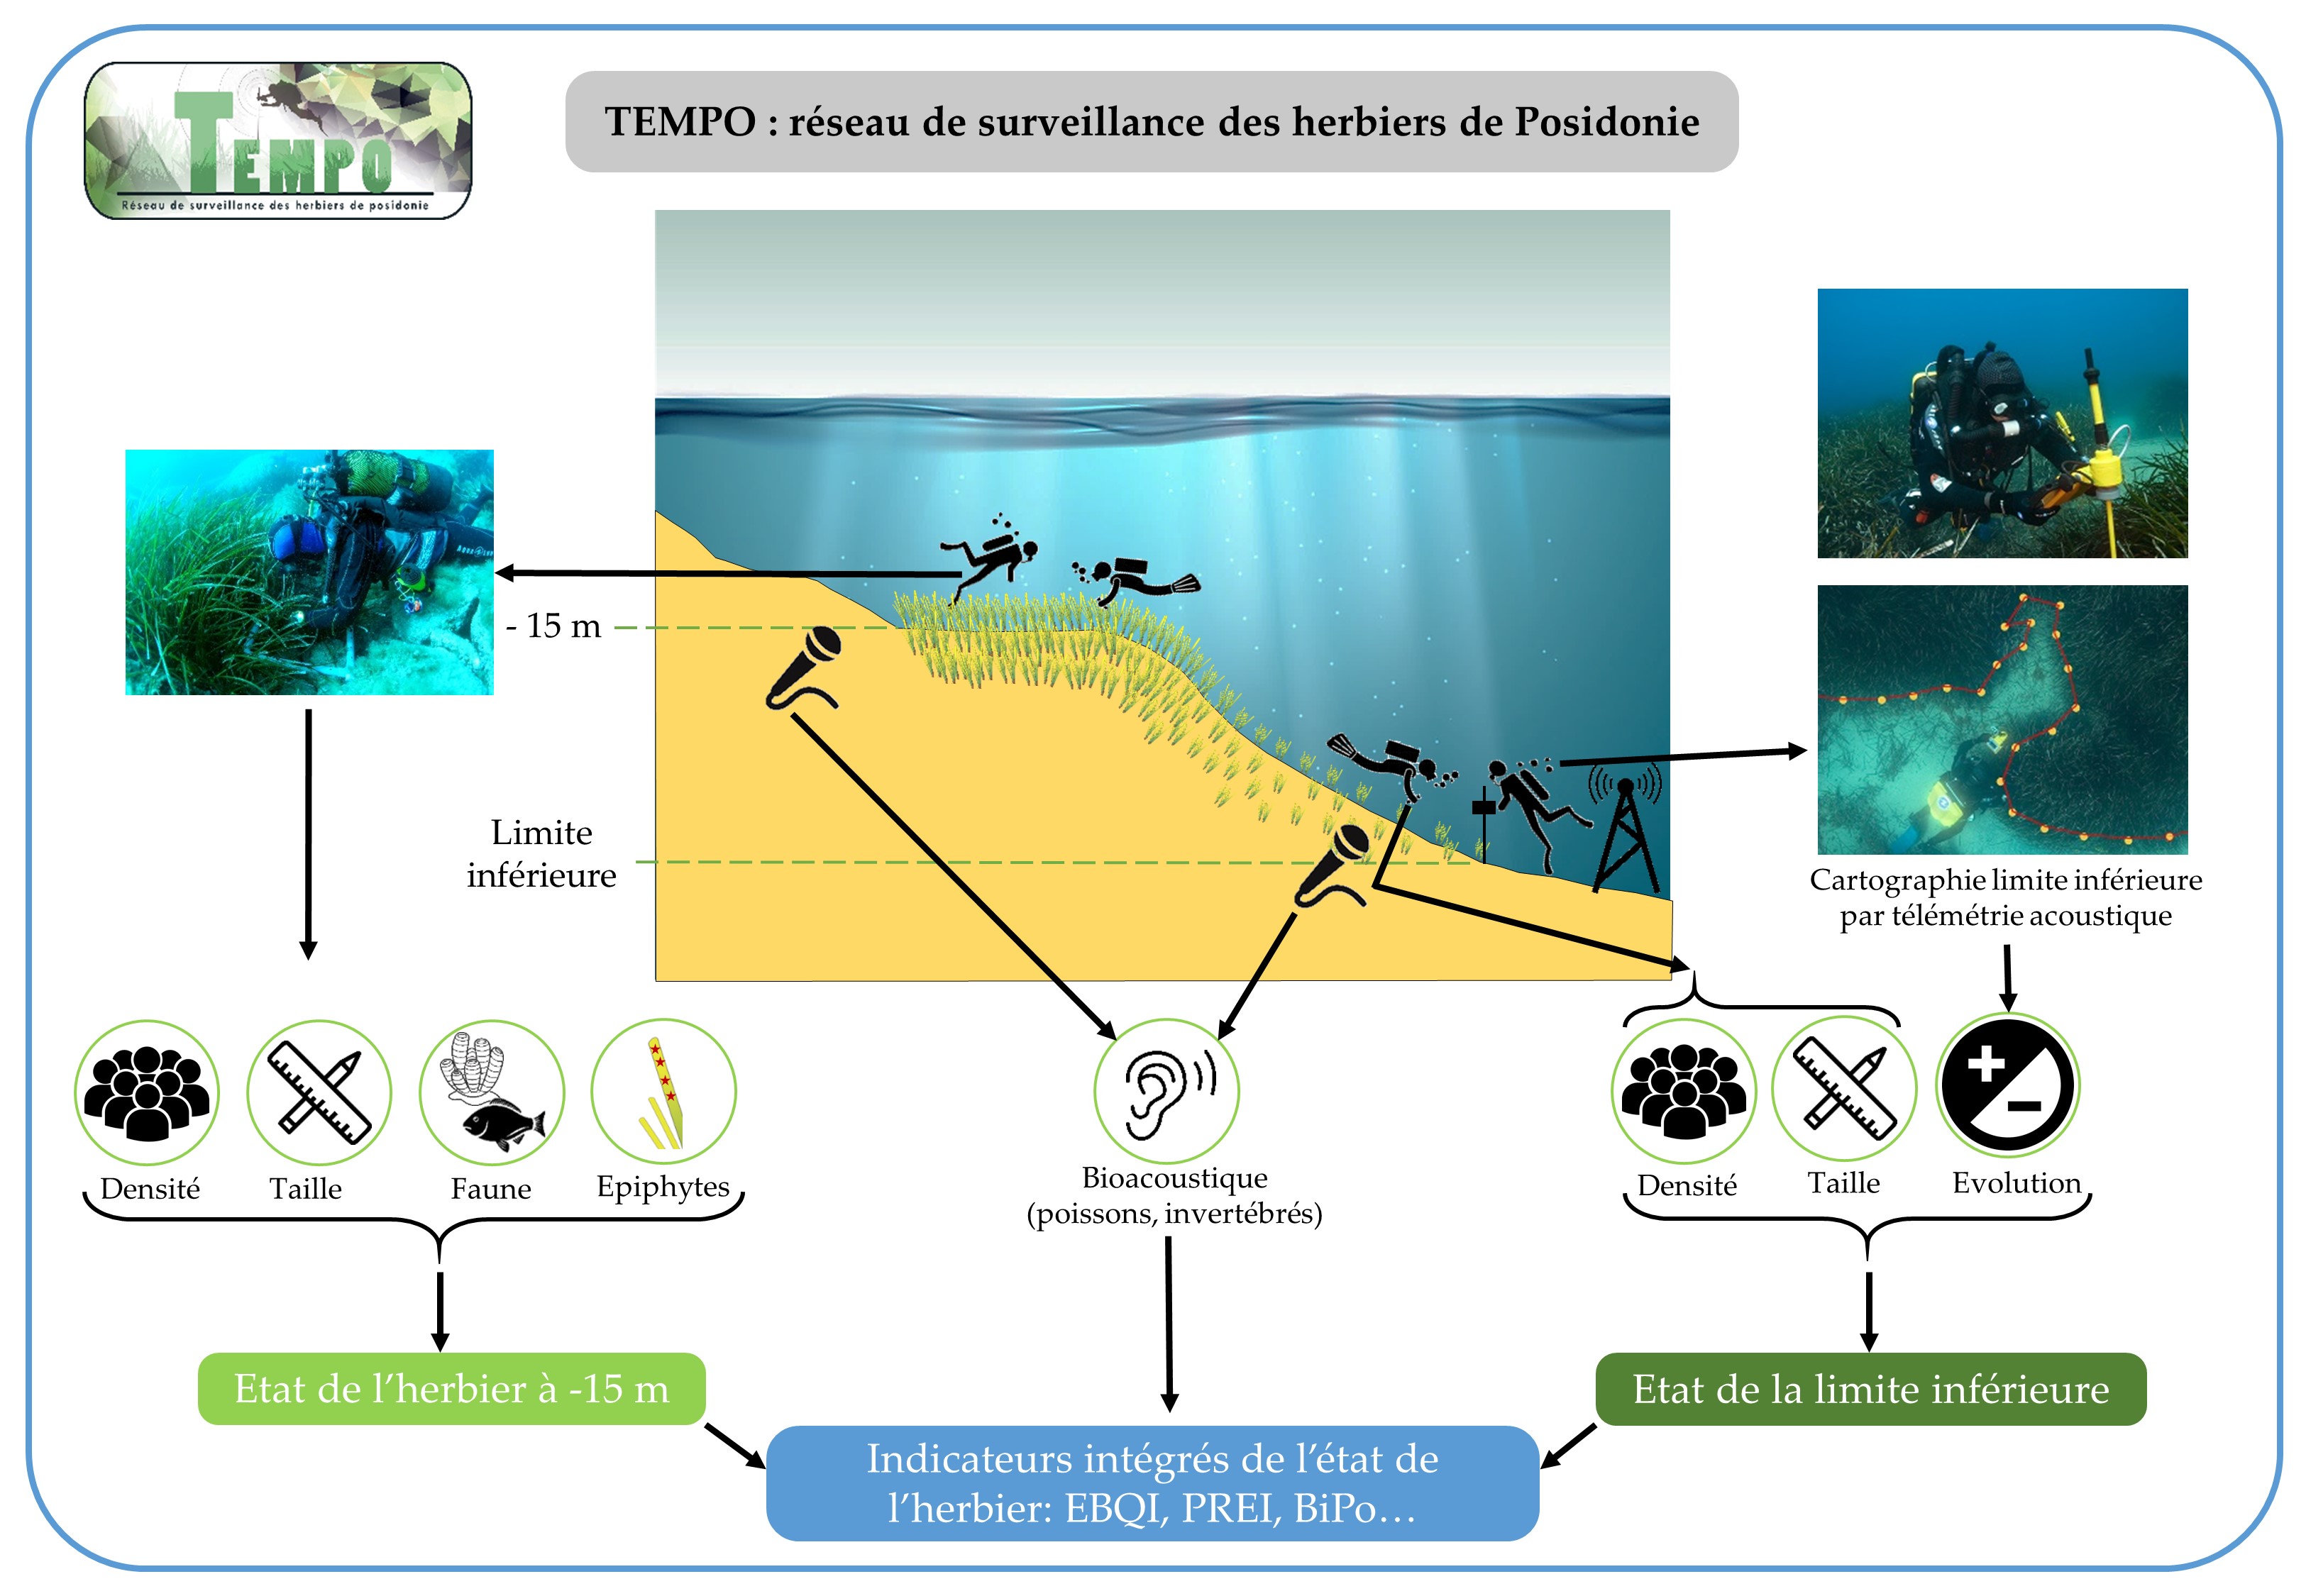 TEMPO
Réseau de surveillance des herbiers de posidonie
TEMPO : réseau de surveillance des herbiers de Posidonie
- 15 m
Limite
inférieure
Cartographie limite inférieure
par télémétrie acoustique
Densité
Taille
Faune
Epiphytes
Bioacoustique
(poissons, invertébrés)
Densité
Taille
Evolution
Etat de l’herbier à -15 m
Etat de la limite inférieure
Indicateurs intégrés de l’état de
l’herbier: EBQI, PREI, BiPo…